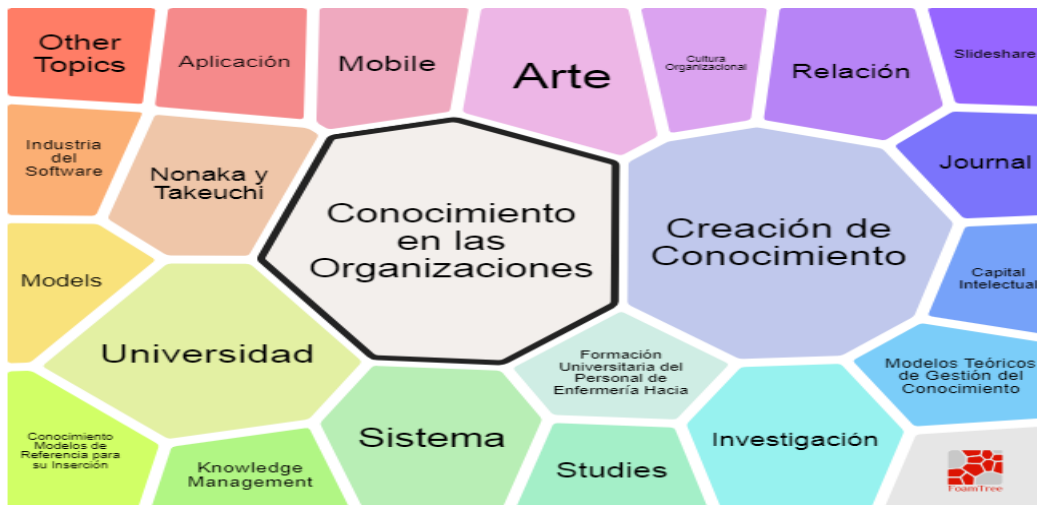 Other
Topics
Aplicación
Mobile
Arte
Cultura
Organizacional
Relación
Slideshare
Industria
del
Software
Nonaka y
Takeuchi
Conocimiento
en las
Organizaciones
Creación de
Conocimiento
Journal
Models
Universidad
Capital
Intelectual
Formación
Universitaria del
Personal de
Enfermería Hacia
Modelos Teóricos
de Gestión del
Conocimiento
Conocimiento
Modelos de
Referencia para
su Inserción
Knowledge
Management
Sistema
Studies
Investigación
FoamTree